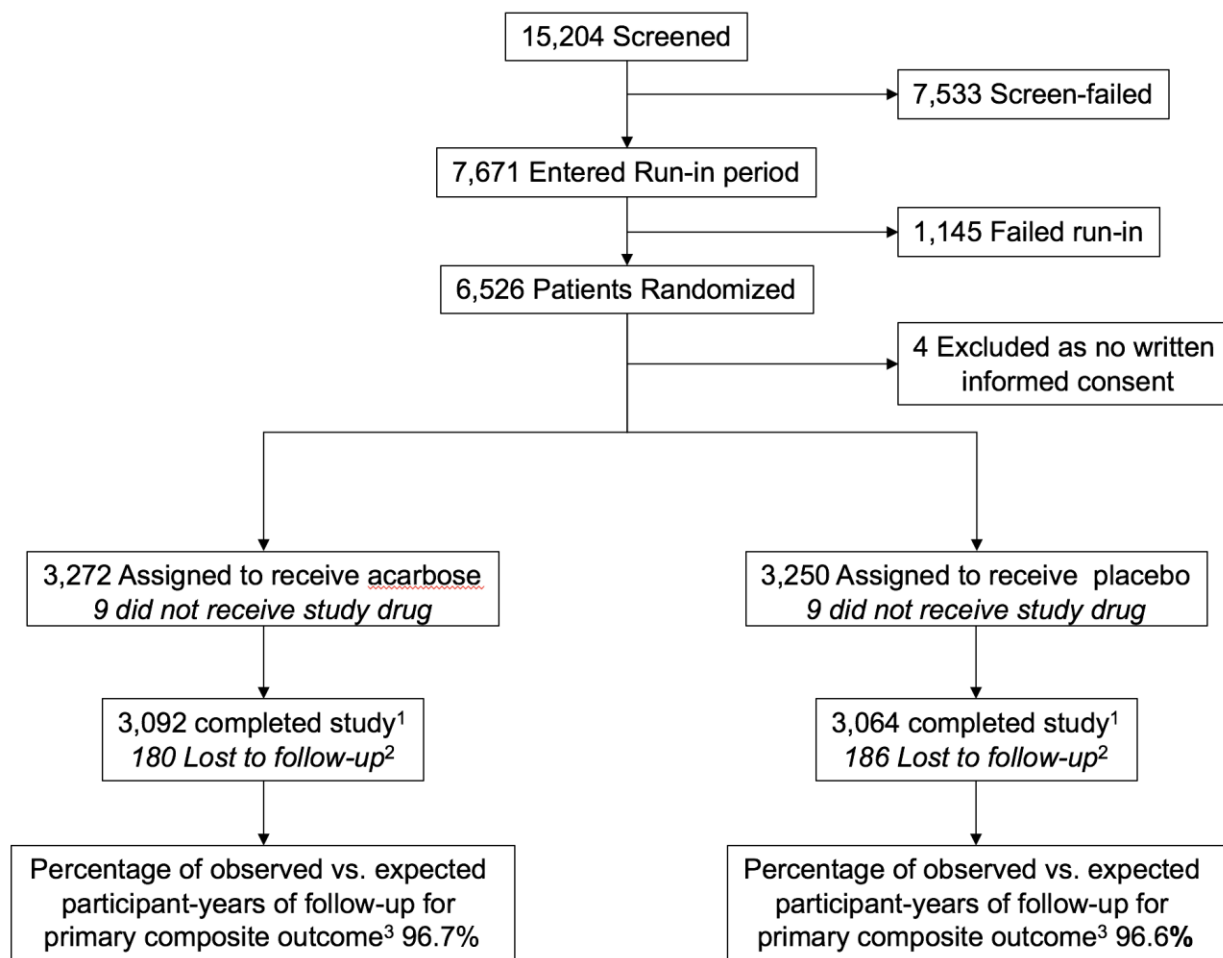 15,204 Screened
7,533 Screen-failed
7,671 Entered Run-in period
1,145 Failed run-in
6,526 Patients Randomized
4 Excluded as no written
informed consent
3,272 Assigned to receive acarbose
9 did not receive study drug
3,250 Assigned to receive  placebo
9 did not receive study drug
3,092 completed study¹
180 Lost to follow-up²
3,064 completed study¹
186 Lost to follow-up²
Percentage of observed vs. expected
participant-years of follow-up for
primary composite outcome³ 96.7%
Percentage of observed vs. expected
participant-years of follow-up for
primary composite outcome³ 96.6%